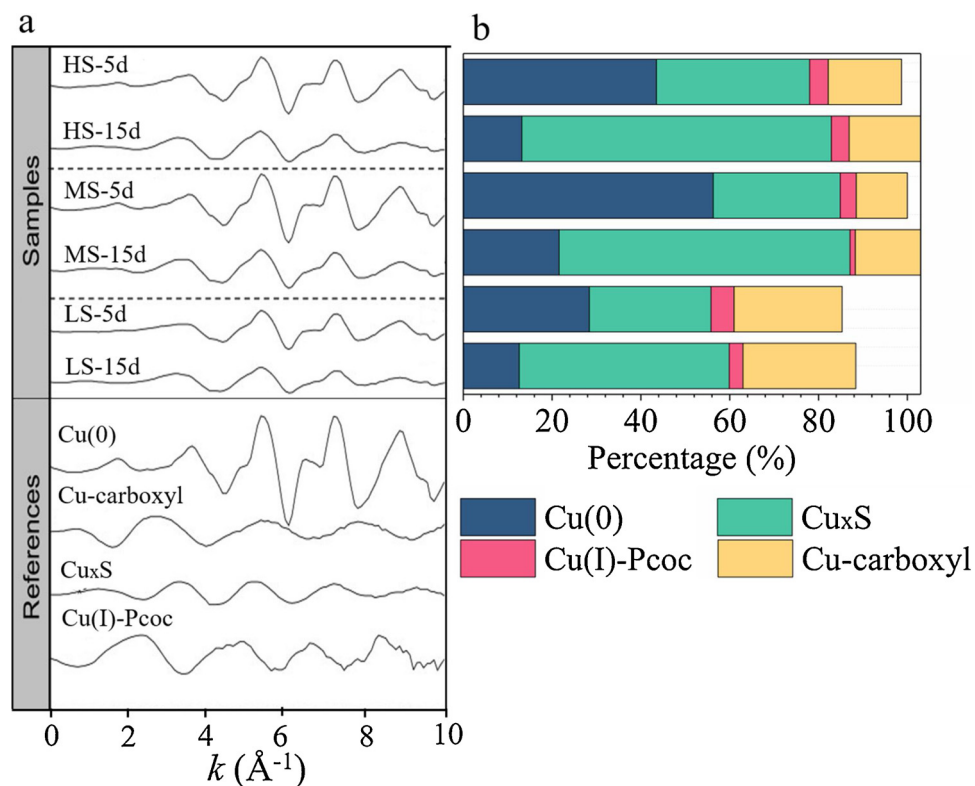 a
b
Samples
HS-5d
HS-15d
MS-5d
MS-15d
LS-5d
LS-15d
References
Cu(0)
Cu-carboxyl
CuxS
Cu(I)-Pcoc
0 2 4 6 8 10
k (Å-1)
0 20 40 60 80 100
Percentage (%)
Cu(0) CuxS
Cu(I)-Pcoc Cu-carboxyl